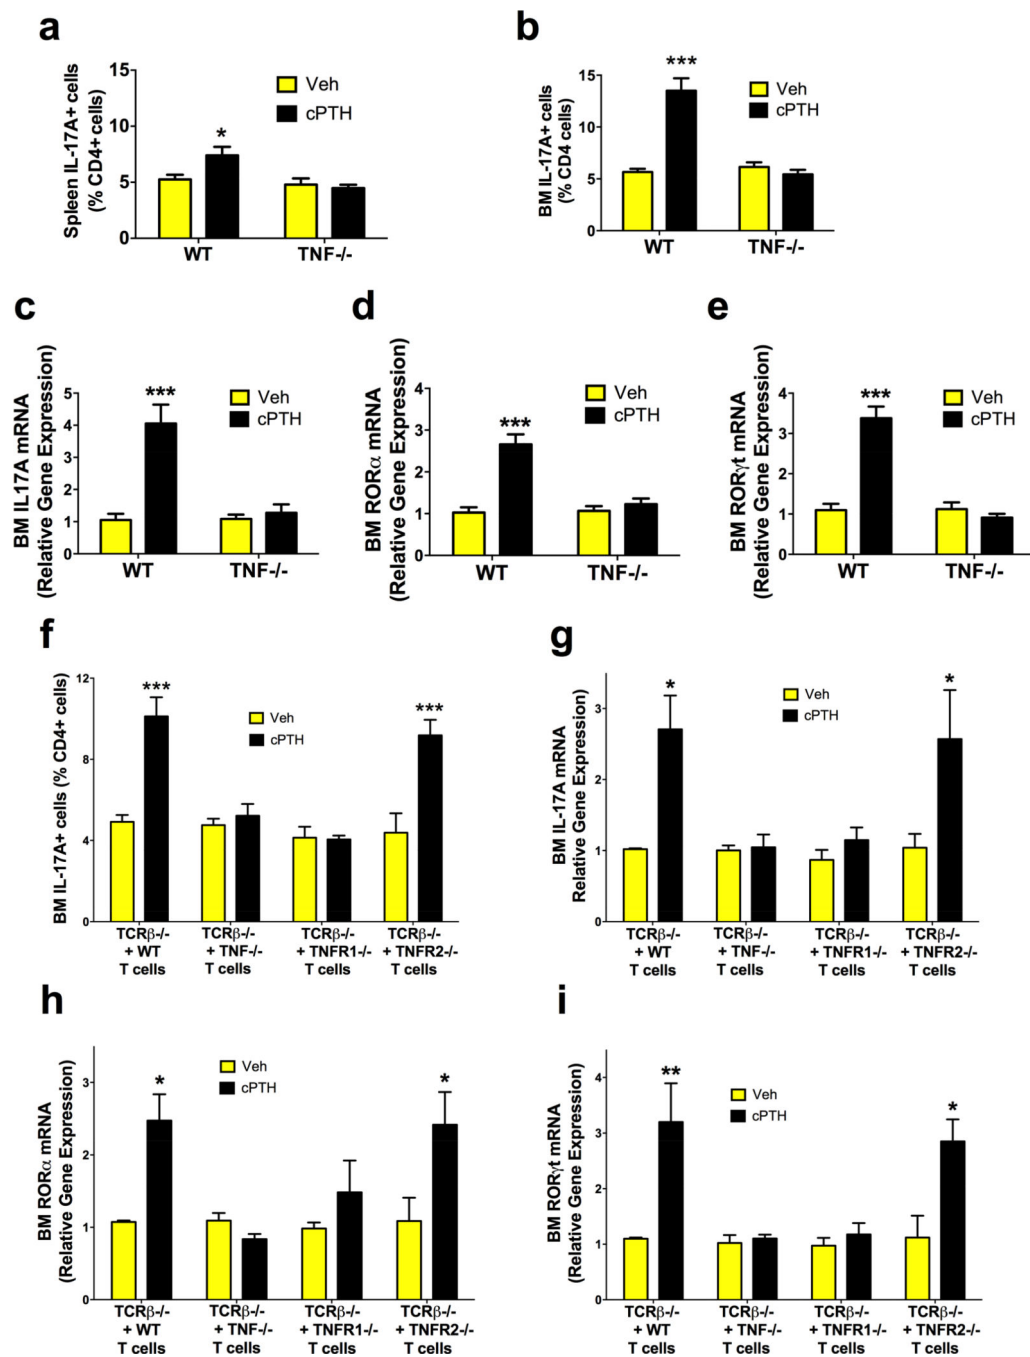 a
Spleen IL-17A+ cells
(% CD4+cells)
15
10
5
0
*
Veh
cPTH
WT
TNF-/-
b
BM IL-17A+ cells
(% CD4 cells)
15
10
5
0
***
Veh
cPTH
WT
TNF-/-
c
BM IL17A mRNA
(Relative Gene Expression)
5
4
3
2
1
0
***
Veh
cPTH
WT
TNF-/-
d
BM RORα mRNA
(Relative Gene Expression)
4
3
2
1
0
***
Veh
cPTH
WT
TNF-/-
e
BM RORγt mRNA
(Relative Gene Expression)
4
3
2
1
0
***
Veh
cPTH
WT
TNF-/-
f
BM IL-17A+ cells (% CD4+ cells)
12
8
4
0
***
***
Veh
cPTH
TCRβ-/- TCRβ-/- TCRβ-/- TCRβ-/-
+ WT + TNF-/- + TNFR1-/- + TNFR2-/-
T cells T cells T cells T cells
g
BM IL-17A mRNA
Relative Gene Expression)
3
2
1
0
*
*
Veh
cPTH
TCRβ-/- TCRβ-/- TCRβ-/- TCRβ-/-
+ WT + TNF-/- + TNFR1-/- + TNFR2-/-
T cells T cells T cells T cells
h
BM RORα mRNA
(Relative Gene Expression)
3
2
1
0
*
*
Veh
cPTH
TCRβ-/- TCRβ-/- TCRβ-/- TCRβ-/-
+ WT + TNF-/- + TNFR1-/- + TNFR2-/-
T cells T cells T cells T cells
i
BM RORγt mRNA
(Relative Gene Expression)
4
3
2
1
0
**
*
Veh
cPTH
TCRβ-/- TCRβ-/- TCRβ-/- TCRβ-/-
+ WT + TNF-/- + TNFR1-/- + TNFR2-/-
T cells T cells T cells T cells